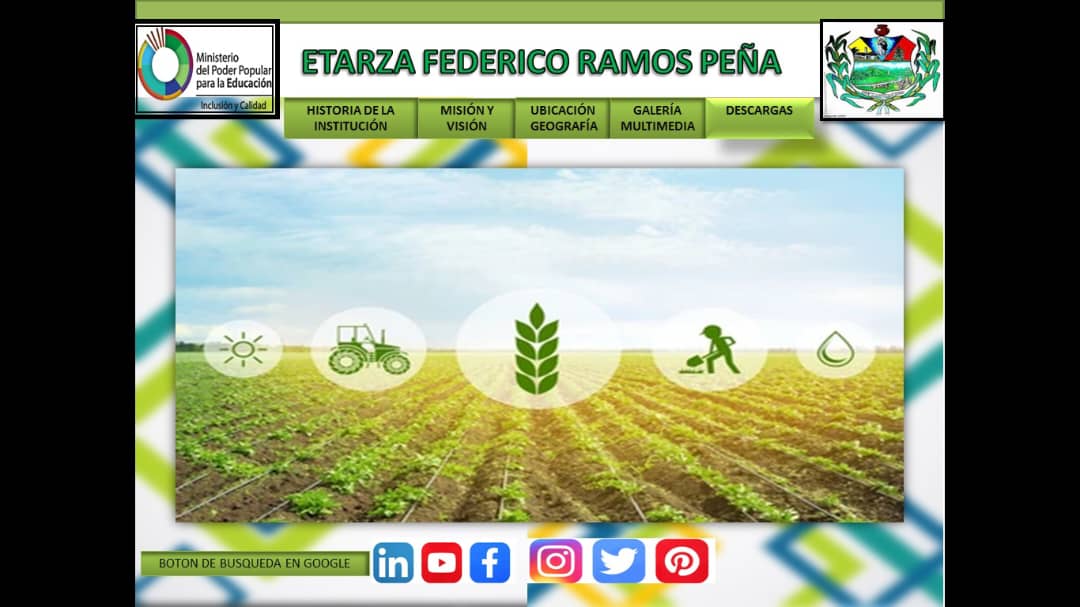 Ministerio
del Poder Popular
para la Educación
Inclusión y Calidad
ETARZA FEDERICO RAMOS PEÑA
HISTORIA DE LA
INSTITUCIÓN
MISIÓN Y
VISIÓN
UBICACIÓN
GEOGRAFÍA
GALERÍA
MULTIMEDIA
DESCARGAS
BOTON DE BUSQUEDA EN GOOGLE
in
f